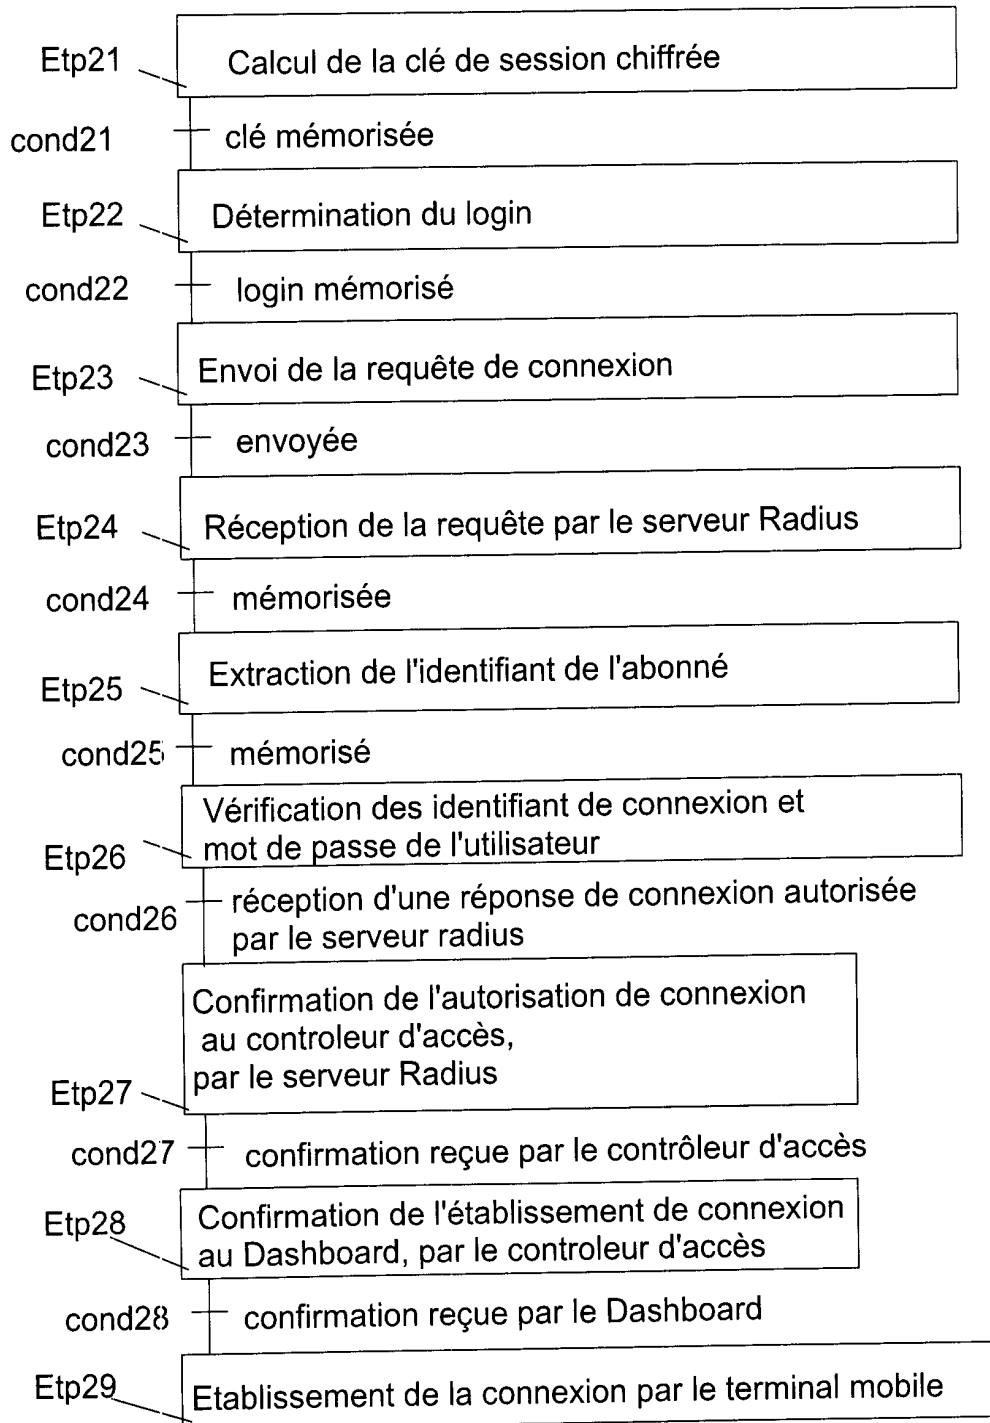 Etp21
Calcul de la clé de session chiffrée
cond21
clé mémorisée
Etp22
Détermination du login
cond22
login mémorisé
Etp23
Envoi de la requête de connexion
cond23
envoyée
Etp24
Réception de la requête par le serveur Radius
cond24
mémorisée
Etp25
Extraction de l'identifiant de l'abonné
cond25
mémorisé
Etp26
Vérification des identifiant de connexion et
mot de passe de l'utilisateur
cond26
réception d'une réponse de connexion autorisée
par le serveur radius
Etp27
Confirmation de l'autorisation de connexion
au controleur d'accès,
par le serveur Radius
cond27
confirmation reçue par le contrôleur d'accès
Etp28
Confirmation de l'établissement de connexion
au Dashboard, par le controleur d'accès
cond28
confirmation reçue par le Dashboard
Etp29
Etablissement de la connexion par le terminal mobile